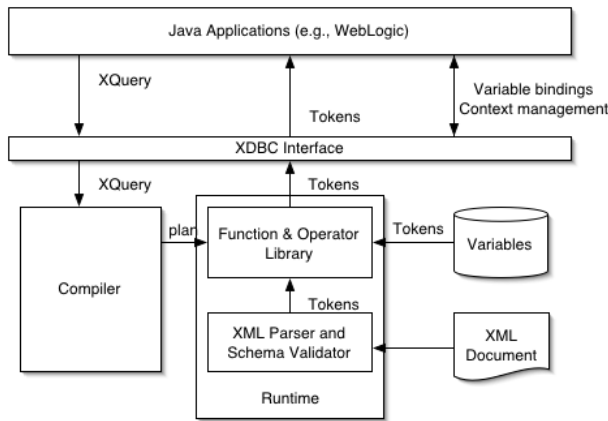 Java Applications (e.g., WebLogic)
XQuery
Tokens
Variable bindings
Context management
XDBC Interface
XQuery
Tokens
plan
Function & Operator
Library
Tokens
Variables
Compiler
Tokens
XML Parser and
Schema Validator
XML
Document
Runtime